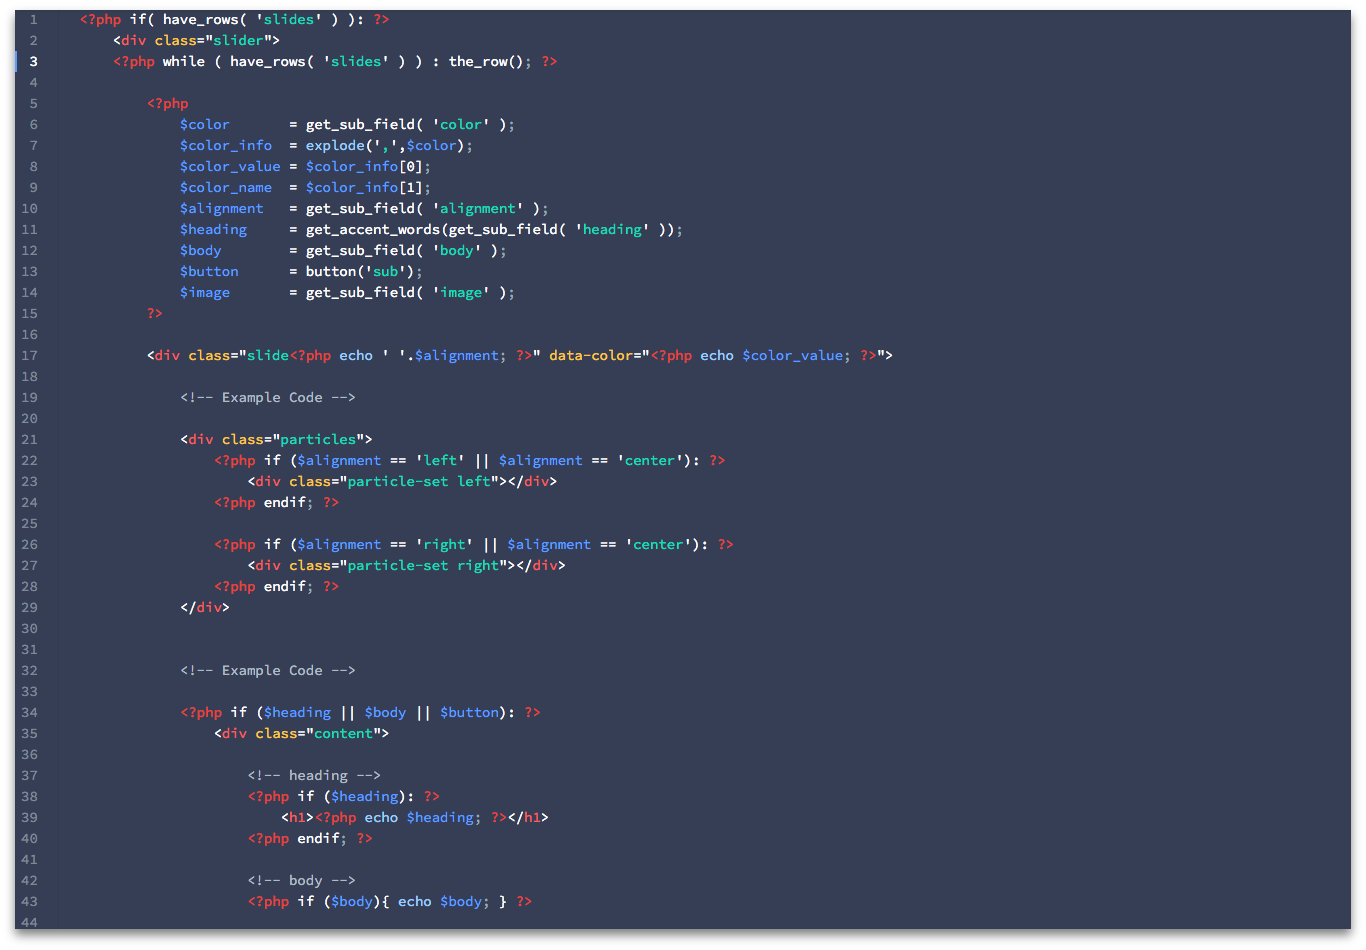 1 <?php if( have_rows( 'slides' ) ): ?>
2 <div class="slider">
3 <?php while ( have_rows( 'slides' ) ) : the_row(); ?>
4
5 <?php
6 $color = get_sub_field( 'color' );
7 $color_info = explode(',',$color);
8 $color_value = $color_info[0];
9 $color_name = $color_info[1];
10 $alignment = get_sub_field( 'alignment' );
11 $heading = get_accent_words(get_sub_field( 'heading' ));
12 $body = get_sub_field( 'body' );
13 $button = button('sub');
14 $image = get_sub_field( 'image' );
15 ?>
16
17 <div class="slide<?php echo ' '.$alignment; ?>" data-color="<?php echo $color_value; ?>">
18
19 <!-- Example Code -->
20
21 <div class="particles">
22 <?php if ($alignment == 'left' || $alignment == 'center'): ?>
23 <div class="particle-set left"></div>
24 <?php endif; ?>
25
26 <?php if ($alignment == 'right' || $alignment == 'center'): ?>
27 <div class="particle-set right"></div>
28 <?php endif; ?>
29 </div>
30
31
32 <!-- Example Code -->
33
34 <?php if ($heading || $body || $button): ?>
35 <div class="content">
36
37 <!-- heading -->
38 <?php if ($heading): ?>
39 <h1><?php echo $heading; ?></h1>
40 <?php endif; ?>
41
42 <!-- body -->
43 <?php if ($body){ echo $body; } ?>
44